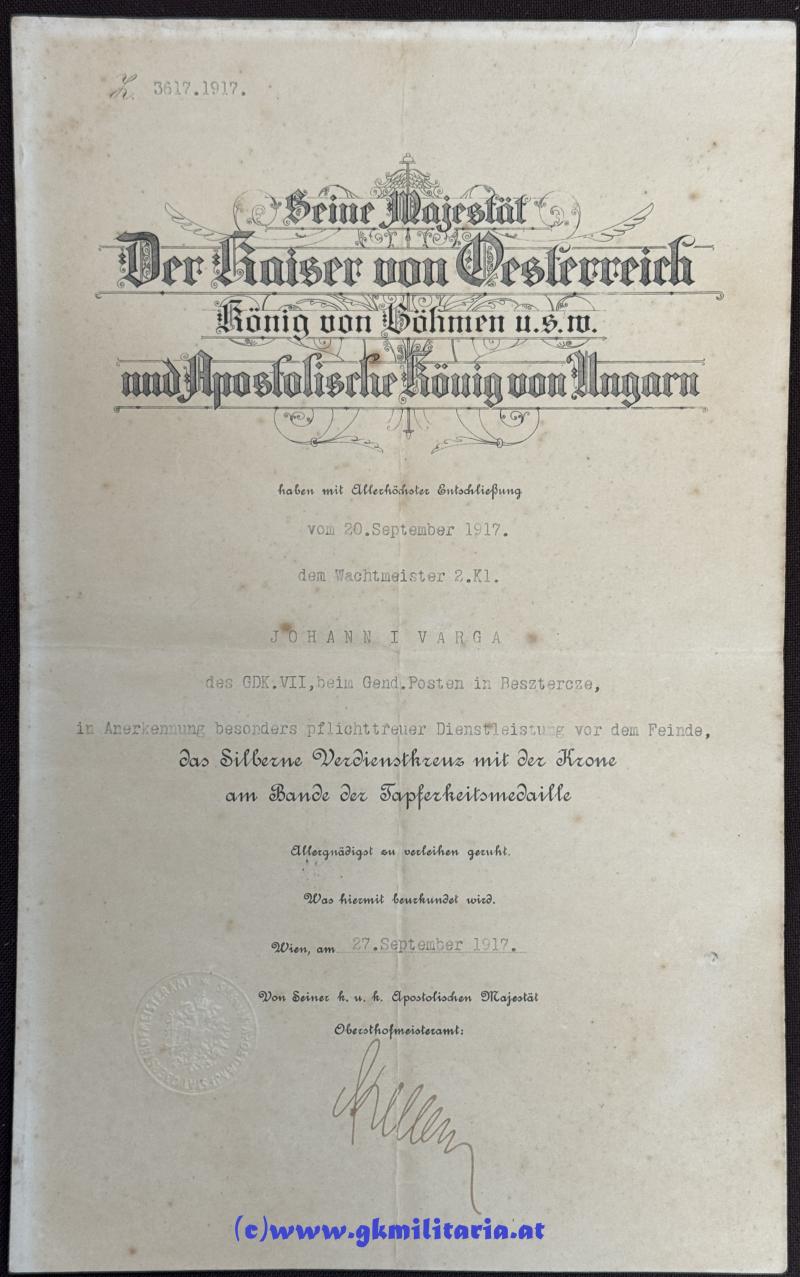 Z. 3617.1917.
Seine Majestät
Der Kaiser von Oesterreich
König von Böhmen u.s.w.
und Apostolische König von Ungarn
haben mit Allerhöchster Entschließung
vom 20.September 1917.
dem Wachtmeister 2.Kl.
JOHANN I VARGA
des GDK.VII,beim Gend.Posten in Besztercze,
in Anerkennung besonders pflichttreuer Dienstleistung vor dem Feinde,
das Silberne Verdienstkreuz mit der Krone
am Bande der Tapferkeitsmedaille
Allergnädigst zu verleihen geruht.
Was hiermit beurkundet wird.
Wien, am 27.September 1917.
Von Seiner k. u. k. Apostolischen Majestät
Obersthofmeisteramt:
(c)www.gkmilitaria.at